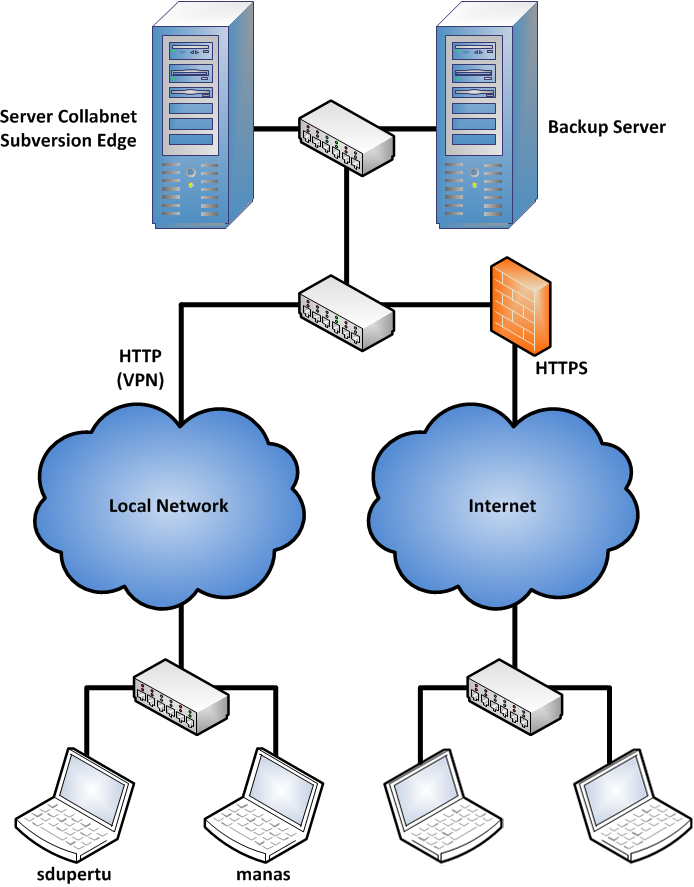 Server Collabnet
Subversion Edge
Backup Server
HTTP
(VPN)
HTTPS
Local Network
Internet
sdupertu
manas